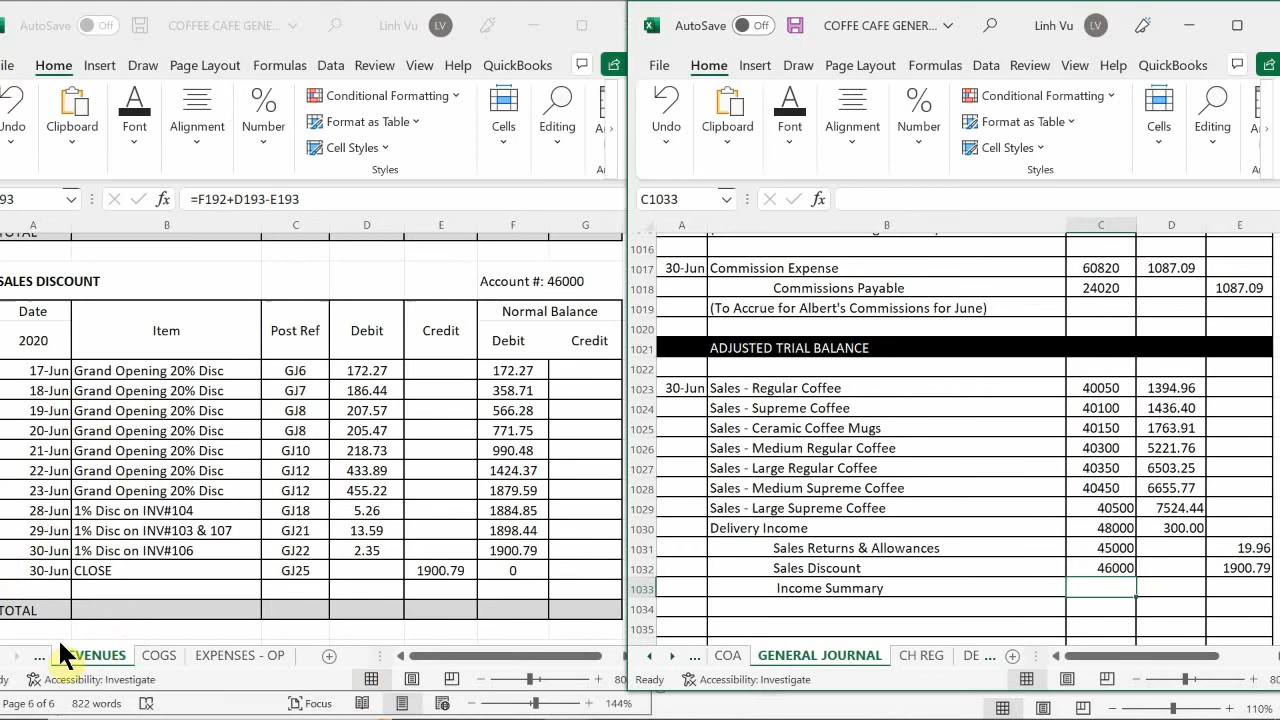 AutoSave Off COFFEE CAFE GENE... Linh Vu LV
File Home Insert Draw Page Layout Formulas Data Review View Help QuickBooks
Undo Clipboard Font Alignment Number Conditional Formatting Format as Table Cell Styles Styles Cells Editing
93 fx =F192+D193-E193
A B C D E F G
TOTAL
SALES DISCOUNT Account #: 46000
Date Item Post Ref Debit Credit Normal Balance
2020 Debit Credit
17-Jun Grand Opening 20% Disc GJ6 172.27 172.27
18-Jun Grand Opening 20% Disc GJ7 186.44 358.71
19-Jun Grand Opening 20% Disc GJ8 207.57 566.28
20-Jun Grand Opening 20% Disc GJ8 205.47 771.75
21-Jun Grand Opening 20% Disc GJ10 218.73 990.48
22-Jun Grand Opening 20% Disc GJ12 433.89 1424.37
23-Jun Grand Opening 20% Disc GJ12 455.22 1879.59
28-Jun 1% Disc on INV#104 GJ18 5.26 1884.85
29-Jun 1% Disc on INV#103 & 107 GJ21 13.59 1898.44
30-Jun 1% Disc on INV#106 GJ22 2.35 1900.79
30-Jun CLOSE GJ25 1900.79 0
TOTAL
... VENUES COGS EXPENSES - OP
dy Accessibility: Investigate 80
Page 6 of 6 822 words Focus 144%
AutoSave Off COFFE CAFE GENER... Linh Vu LV
File Home Insert Draw Page Layout Formulas Data Review View Help QuickBooks
Undo Clipboard Font Alignment Number Conditional Formatting Format as Table Cell Styles Styles Cells Editing
C1033 fx
A B C D E
1016
1017 30-Jun Commission Expense 60820 1087.09
1018 Commissions Payable 24020 1087.09
1019 (To Accrue for Albert's Commissions for June)
1020
1021 ADJUSTED TRIAL BALANCE
1022
1023 30-Jun Sales - Regular Coffee 40050 1394.96
1024 Sales - Supreme Coffee 40100 1436.40
1025 Sales - Ceramic Coffee Mugs 40150 1763.91
1026 Sales - Medium Regular Coffee 40300 5221.76
1027 Sales - Large Regular Coffee 40350 6503.25
1028 Sales - Medium Supreme Coffee 40450 6655.77
1029 Sales - Large Supreme Coffee 40500 7524.44
1030 Delivery Income 48000 300.00
1031 Sales Returns & Allowances 45000 19.96
1032 Sales Discount 46000 1900.79
1033 Income Summary
1034
1035
... COA GENERAL JOURNAL CH REG DE ...
Ready Accessibility: Investigate 80
110%